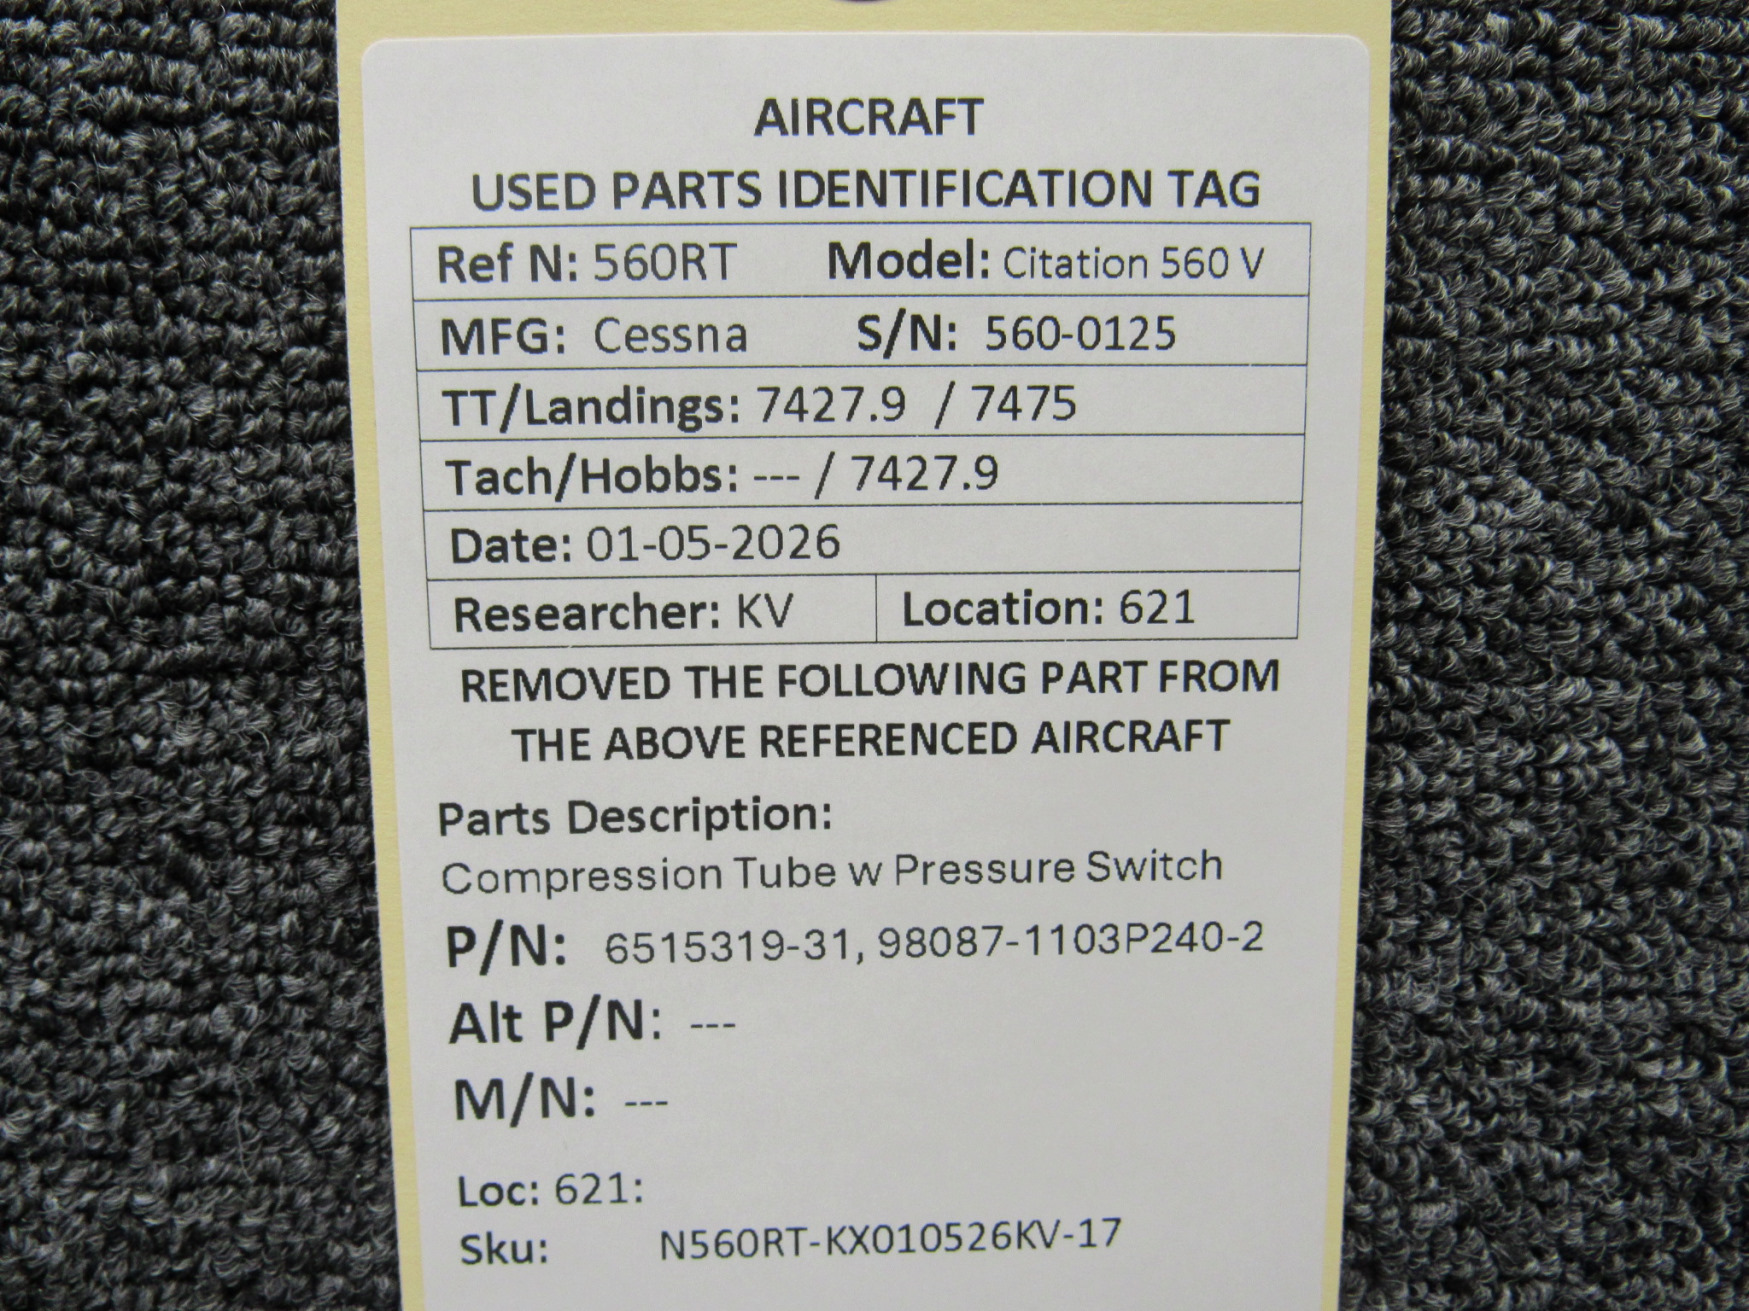 AIRCRAFT
USED PARTS IDENTIFICATION TAG
Ref N: 560RT Model: Citation 560 V
MFG: Cessna S/N: 560-0125
TT/Landings: 7427.9 / 7475
Tach/Hobbs: --- / 7427.9
Date: 01-05-2026
Researcher: KV Location: 621
REMOVED THE FOLLOWING PART FROM
THE ABOVE REFERENCED AIRCRAFT
Parts Description:
Compression Tube w Pressure Switch
P/N: 6515319-31, 98087-1103P240-2
Alt P/N: ---
M/N: ---
Loc: 621:
Sku: N560RT-KX010526KV-17